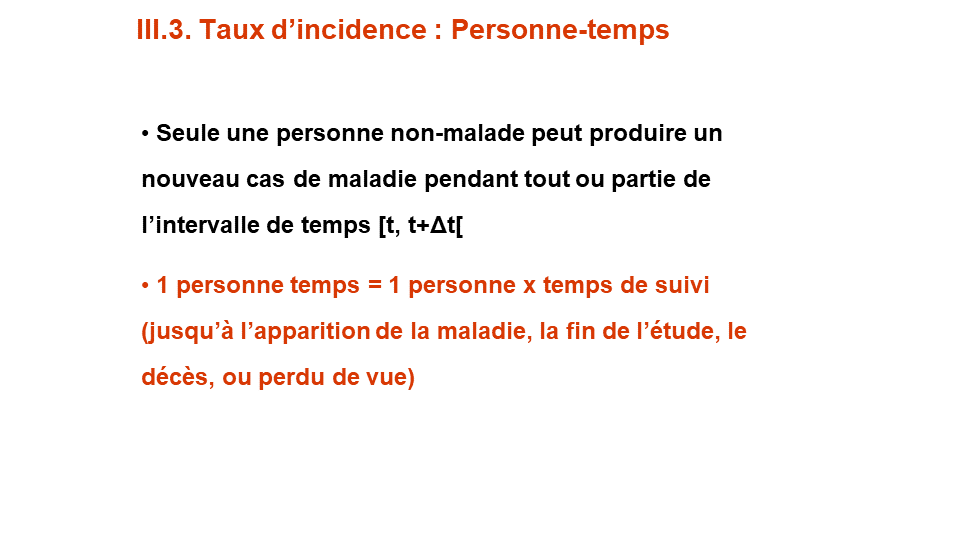 III.3. Taux d’incidence : Personne-temps
• Seule une personne non-malade peut produire un
nouveau cas de maladie pendant tout ou partie de
l’intervalle de temps [t, t+Δt[
• 1 personne temps = 1 personne x temps de suivi
(jusqu’à l’apparition de la maladie, la fin de l’étude, le
décès, ou perdu de vue)